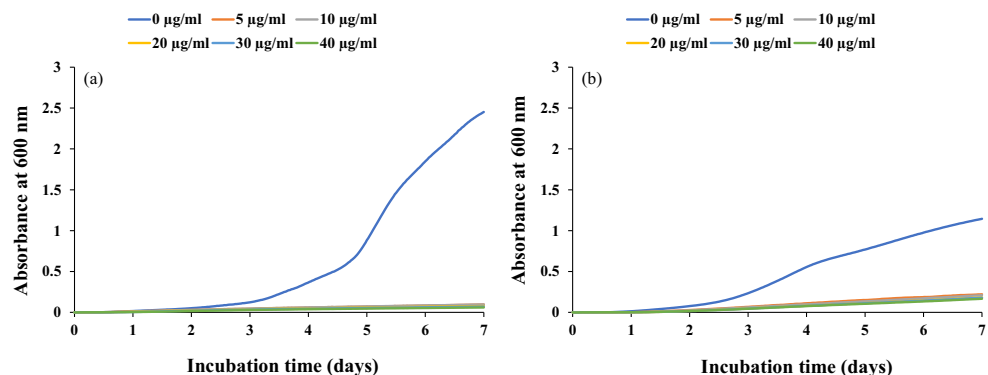 0 µg/ml 5 µg/ml 10 µg/ml
20 µg/ml 30 µg/ml 40 µg/ml
(a)
Absorbance at 600 nm
3
2.5
2
1.5
1
0.5
0
0 1 2 3 4 5 6 7
Incubation time (days)
0 µg/ml 5 µg/ml 10 µg/ml
20 µg/ml 30 µg/ml 40 µg/ml
(b)
Absorbance at 600 nm
3
2.5
2
1.5
1
0.5
0
0 1 2 3 4 5 6 7
Incubation time (days)